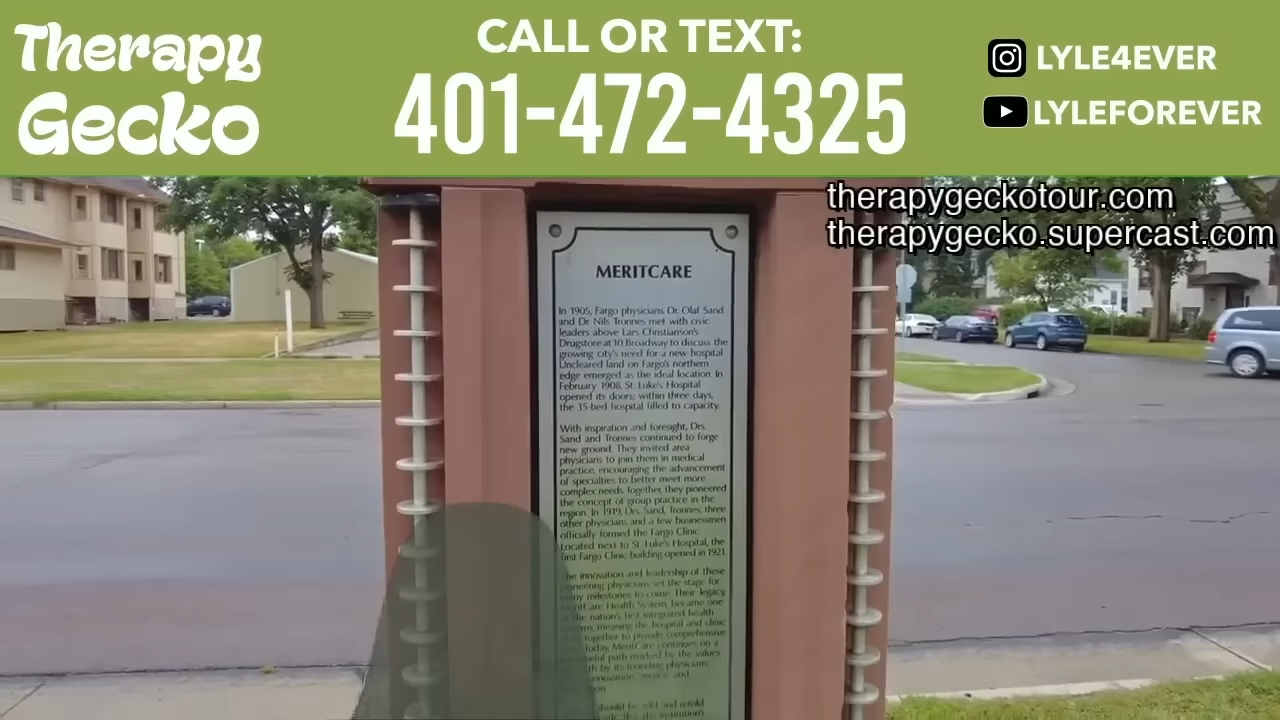 Therapy
Gecko
CALL OR TEXT:
401-472-4325
LYLE4EVER
LYLEFOREVER
therapygeckotour.com
therapygecko.supercast.com
MERITCARE
In 1905, Fargo physicians Dr. Olaf Sand
and Dr. Nils Tronnes met with civic
leaders above Lars Christianson's
Drugstore at 10 Broadway to discuss the
growing city's need for a new hospital
Uncleared land on Fargo's northern
edge emerged as the ideal location. In
February 1908, St. Luke's Hospital
opened its doors; within three days,
the 35-bed hospital filled to capacity.
With inspiration and foresight, Drs.
Sand and Tronnes continued to forge
new ground. They invited area
physicians to join them in medical
practice, encouraging the advancement
of specialties to better meet more
complex needs. Together, they pioneered
the concept of group practice in the
region. In 1919, Drs. Sand, Tronnes, three
other physicians and a few businessmen
officially formed the Fargo Clinic.
Located next to St. Luke's Hospital, the
first Fargo Clinic building opened in 1921.
The innovation and leadership of these
pioneering physicians set the stage for
many milestones to come. Their legacy,
MeritCare Health System, became one
the nation's first integrated health
meaning the hospital and clinic
together to provide comprehensive
today, MeritCare continues on a
path marked by the values
by its founding physicians
innovation, service and
should be told and retold
institution's